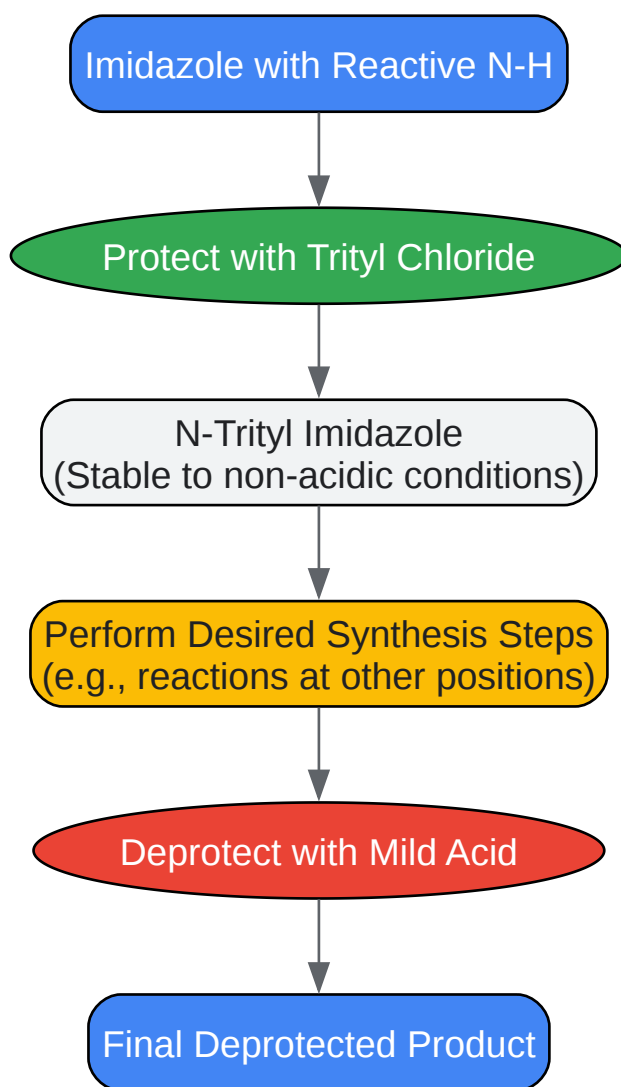 Imidazole with Reactive N-H
Protect with Trityl Chloride
N-Trityl Imidazole
(Stable to non-acidic conditions)
Perform Desired Synthesis Steps
(e.g., reactions at other positions)
Deprotect with Mild Acid
Final Deprotected Product